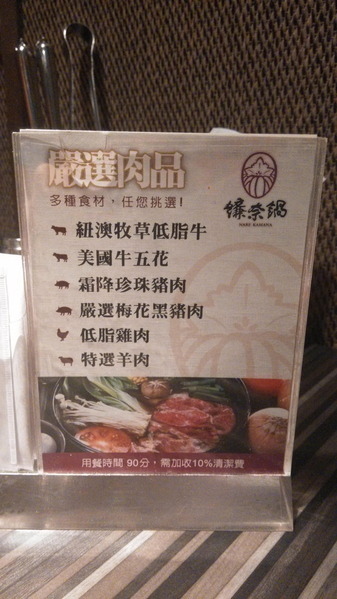 嚴選肉品
多種食材，任您挑選!
紐澳牧草低脂牛
美國牛五花
霜降珍珠豬肉
嚴選梅花黑豬肉
低脂雞肉
特選羊肉
用餐時間 90分，需加收10%清潔費